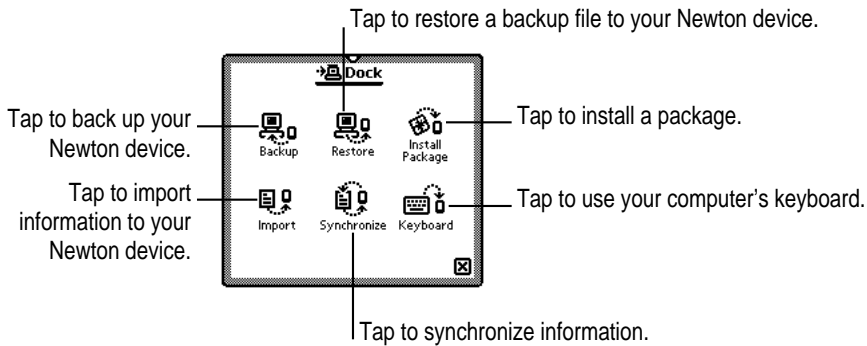 Tap to restore a backup file to your Newton device.
Dock
Tap to back up your
Newton device.
Backup
Restore
Install
Package
Tap to install a package.
Tap to import
information to your
Newton device.
Import
Synchronize
Keyboard
Tap to use your computer’s keyboard.
Tap to synchronize information.